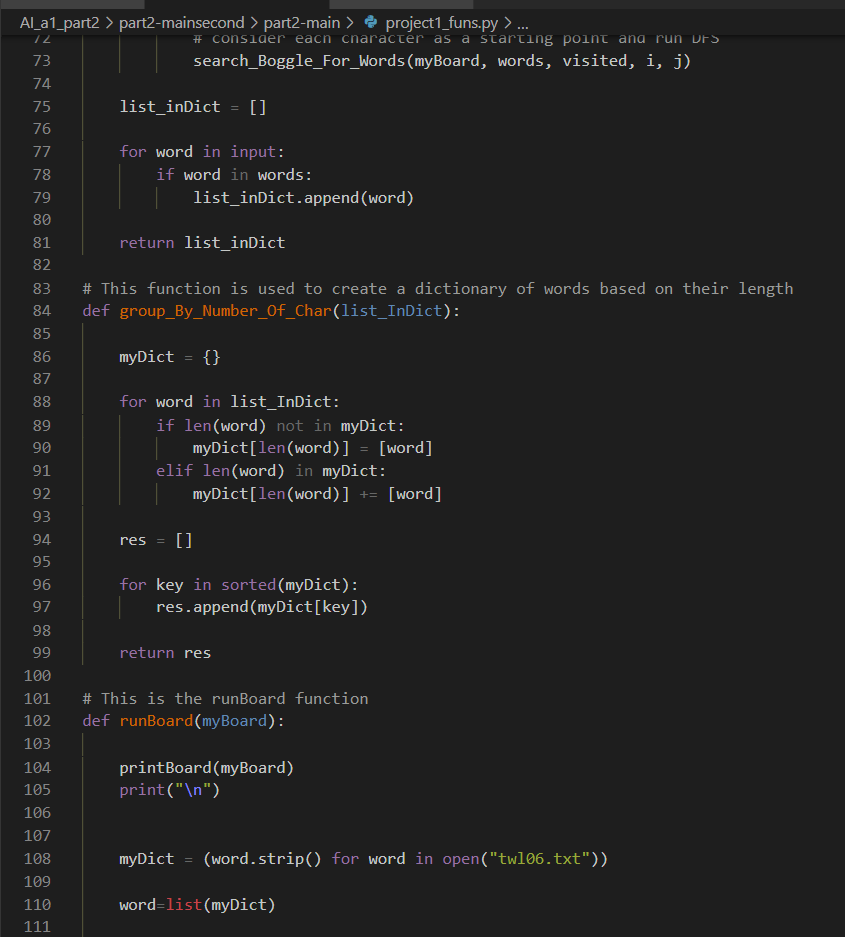 AI_a1_part2 > part2-mainsecond > part2-main > project1_funs.py > ...
72 # consider each character as a starting point and run DFS
73 search_Boggle_For_Words(myBoard, words, visited, i, j)
74
75 list_inDict = []
76
77 for word in input:
78 if word in words:
79 list_inDict.append(word)
80
81 return list_inDict
82
83 # This function is used to create a dictionary of words based on their length
84 def group_By_Number_Of_Char(list_InDict):
85
86 myDict = {}
87
88 for word in list_InDict:
89 if len(word) not in myDict:
90 myDict[len(word)] = [word]
91 elif len(word) in myDict:
92 myDict[len(word)] += [word]
93
94 res = []
95
96 for key in sorted(myDict):
97 res.append(myDict[key])
98
99 return res
100
101 # This is the runBoard function
102 def runBoard(myBoard):
103
104 printBoard(myBoard)
105 print("\n")
106
107
108 myDict = (word.strip() for word in open("twl06.txt"))
109
110 word=list(myDict)
111